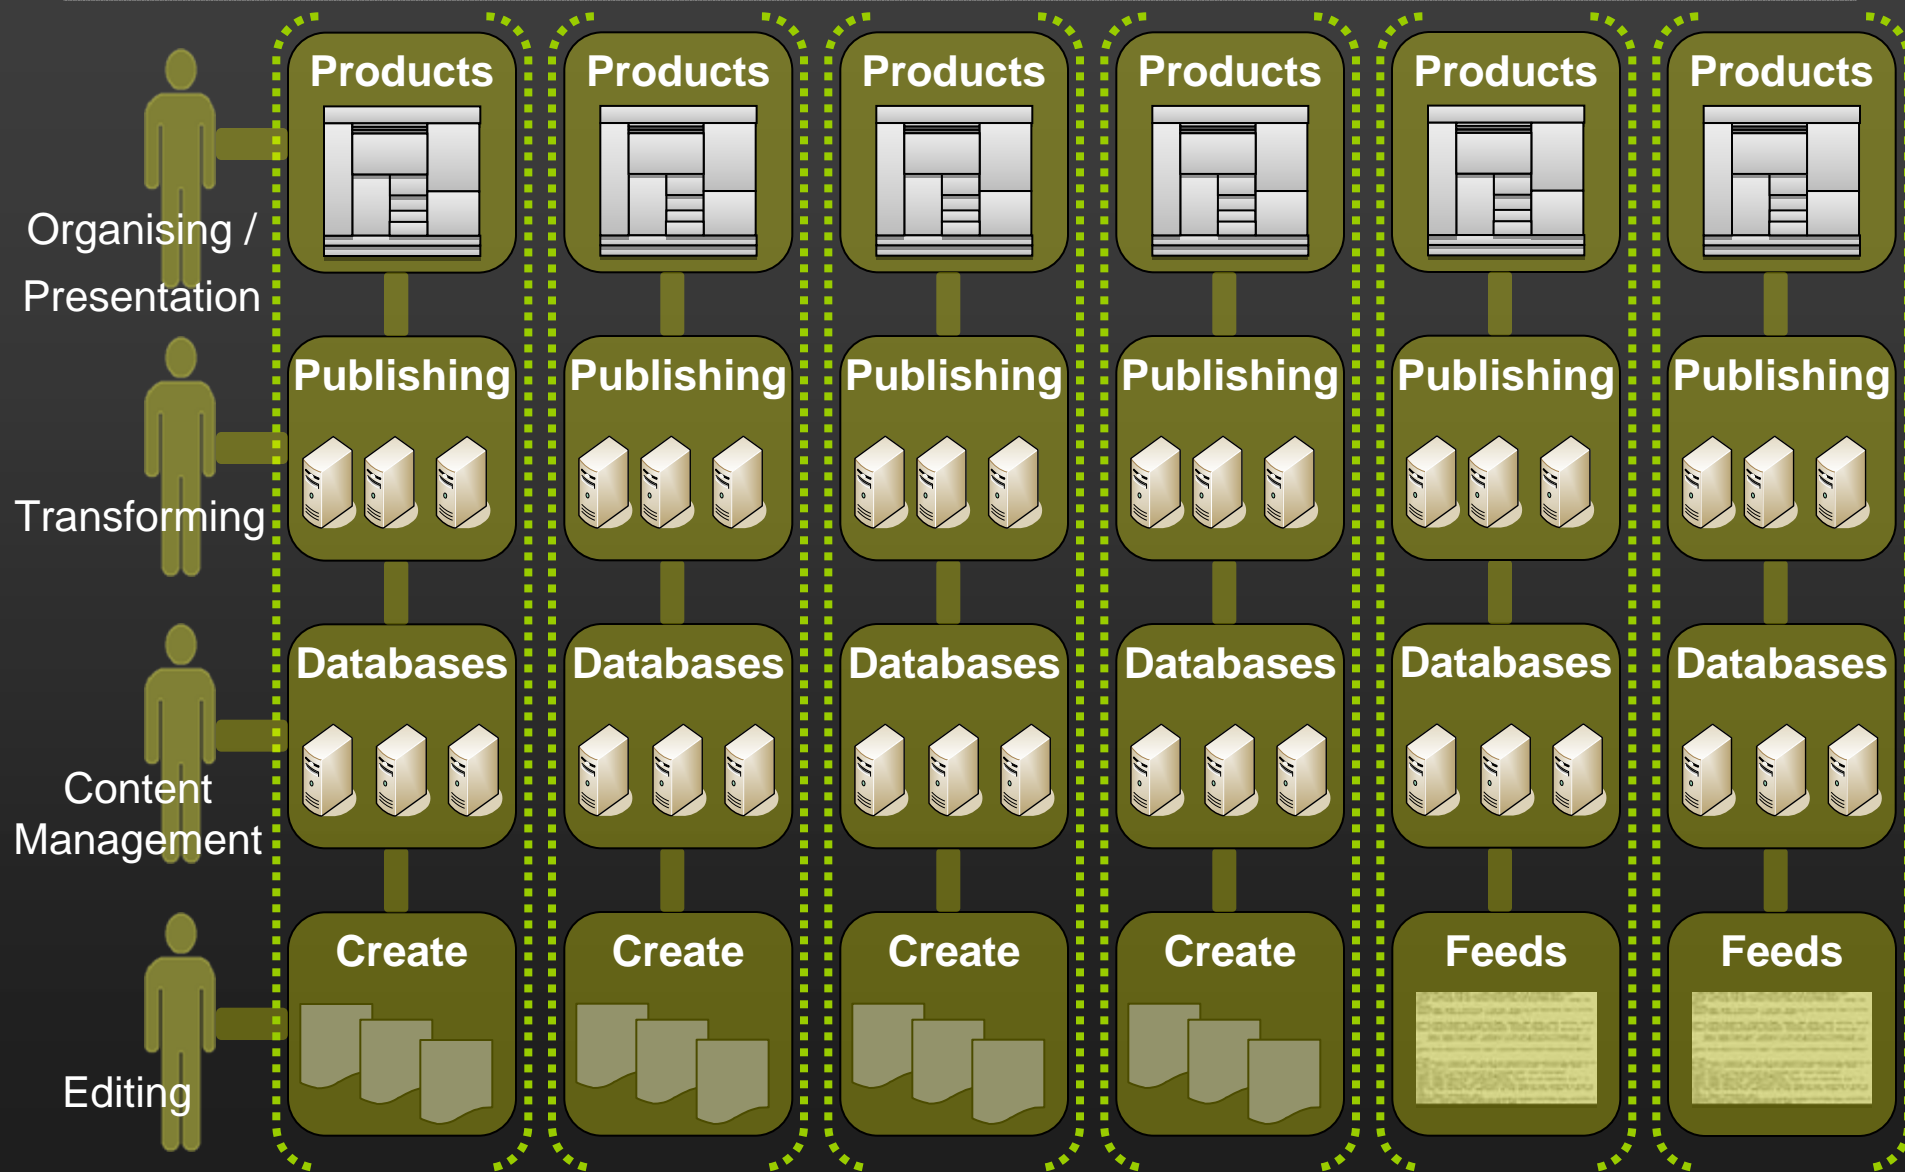 Products Products Products Products Products Products
Organising /
Presentation
Publishing Publishing Publishing Publishing Publishing Publishing
Transforming
Databases Databases Databases Databases Databases Databases
Content
Management
Create Create Create Create Feeds Feeds
Editing